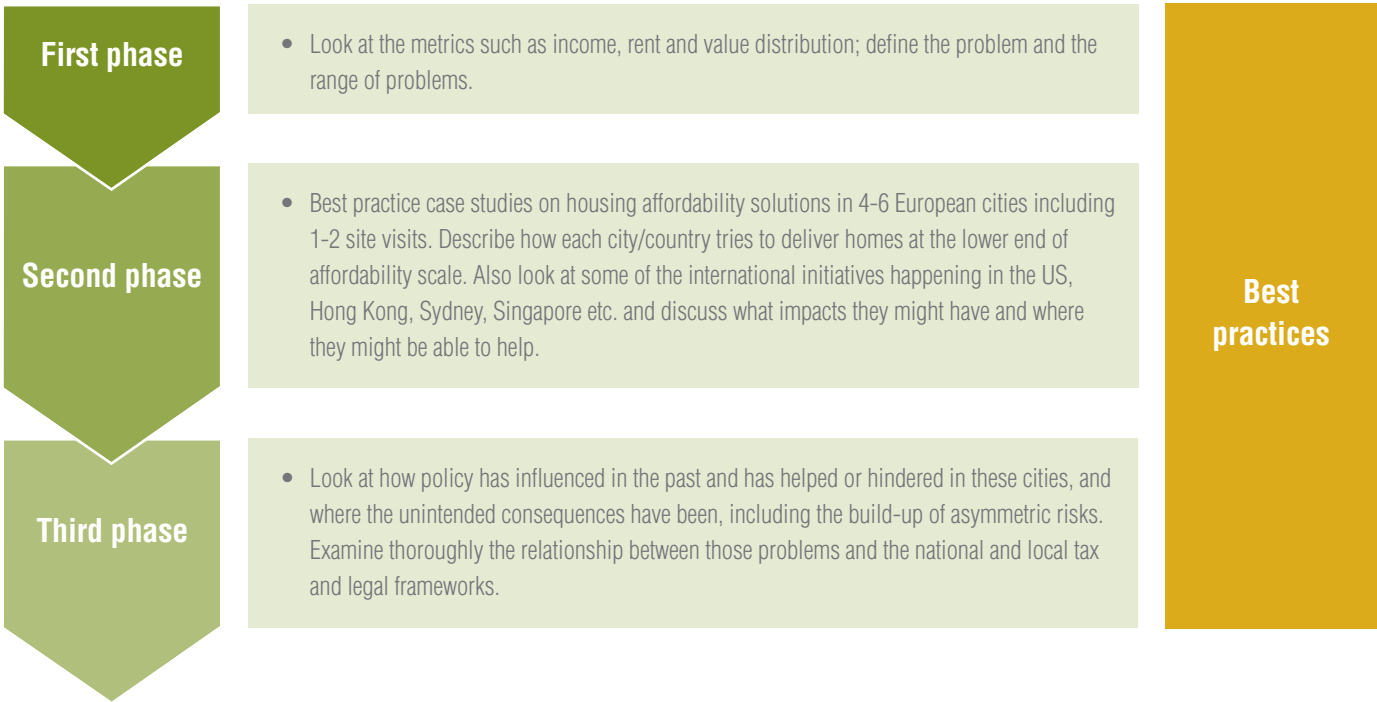 First phase
• Look at the metrics such as income, rent and value distribution; define the problem and the
range of problems.
Second phase
• Best practice case studies on housing affordability solutions in 4-6 European cities including
1-2 site visits. Describe how each city/country tries to deliver homes at the lower end of
affordability scale. Also look at some of the international initiatives happening in the US,
Hong Kong, Sydney, Singapore etc. and discuss what impacts they might have and where
they might be able to help.
Third phase
• Look at how policy has influenced in the past and has helped or hindered in these cities, and
where the unintended consequences have been, including the build-up of asymmetric risks.
Examine thoroughly the relationship between those problems and the national and local tax
and legal frameworks.
Best
practices